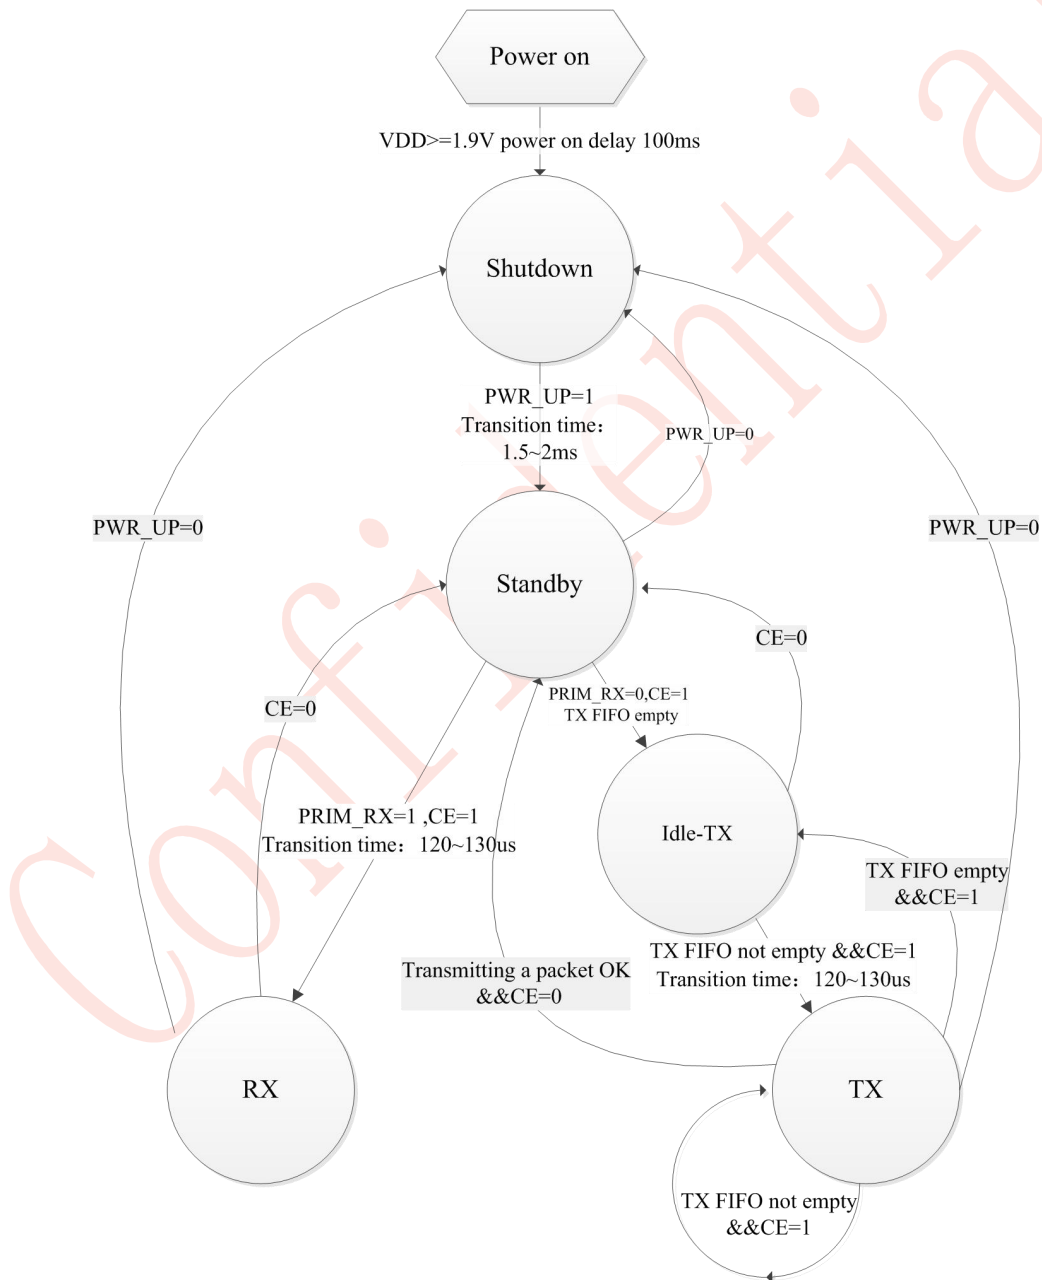 Power on
VDD>=1.9V power on delay 100ms
Shutdown
PWR_UP=1
Transition time：
1.5~2ms
PWR_UP=0
PWR_UP=0
PWR_UP=0
Standby
CE=0
CE=0
PRIM_RX=0,CE=1
TX FIFO empty
PRIM_RX=1 ,CE=1
Transition time：120~130us
Idle-TX
TX FIFO empty
&&CE=1
TX FIFO not empty &&CE=1
Transition time：120~130us
Transmitting a packet OK
&&CE=0
RX
TX
TX FIFO not empty
&&CE=1
Confidentia